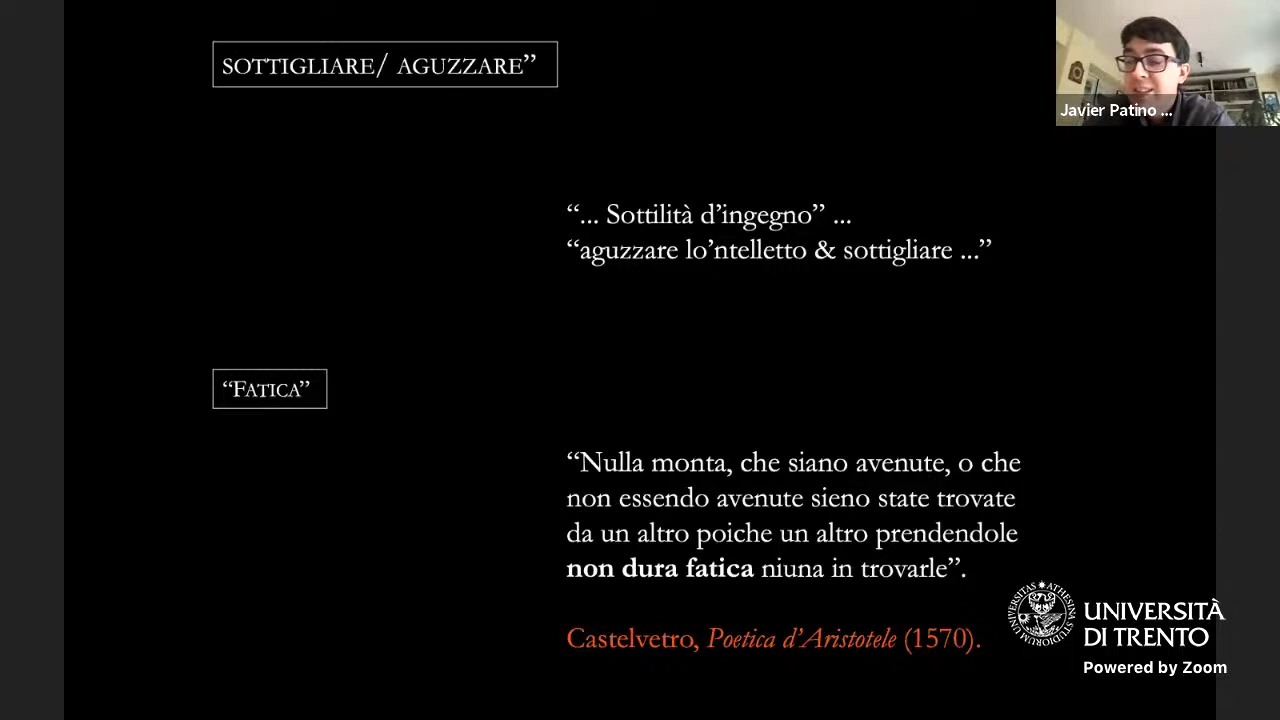 SOTTIGLIARE/ AGUZZARE”
Javier Patino ...
“... Sottilità d’ingegno” ...
“aguzzare lo’ntelletto & sottigliare ...”
“FATICA”
“Nulla monta, che siano avenute, o che
non essendo avenute sieno state trovate
da un altro poiche un altro prendendole
non dura fatica niuna in trovarle”.
Castelvetro, Poetica d’Aristotele (1570).
UNIVERSITÀ
DI TRENTO
Powered by Zoom